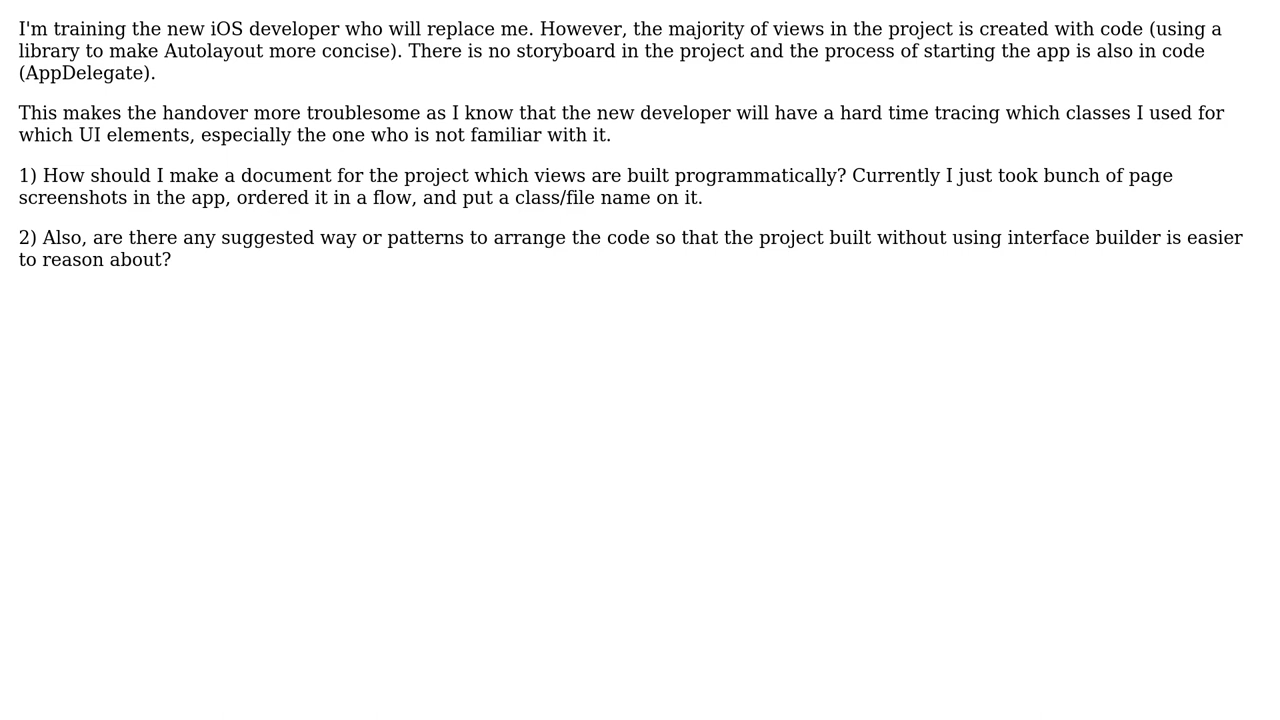 I'm training the new iOS developer who will replace me. However, the majority of views in the project is created with code (using a
library to make Autolayout more concise). There is no storyboard in the project and the process of starting the app is also in code
(AppDelegate).
This makes the handover more troublesome as I know that the new developer will have a hard time tracing which classes I used for
which UI elements, especially the one who is not familiar with it.
1) How should I make a document for the project which views are built programmatically? Currently I just took bunch of page
screenshots in the app, ordered it in a flow, and put a class/file name on it.
2) Also, are there any suggested way or patterns to arrange the code so that the project built without using interface builder is easier
to reason about?